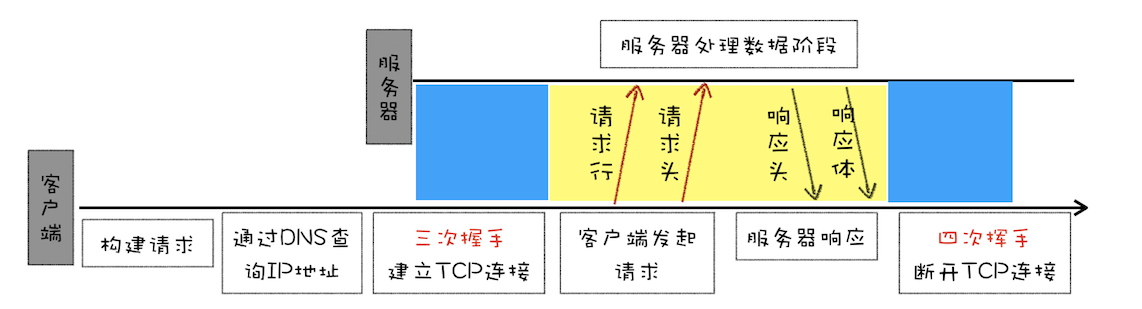 服务器处理数据阶段
服务器
客户端
请求行
请求头
响应头
响应体
构建请求
通过DNS查
询IP地址
三次握手
建立TCP连接
客户端发起
请求
服务器响应
四次挥手
断开TCP连接